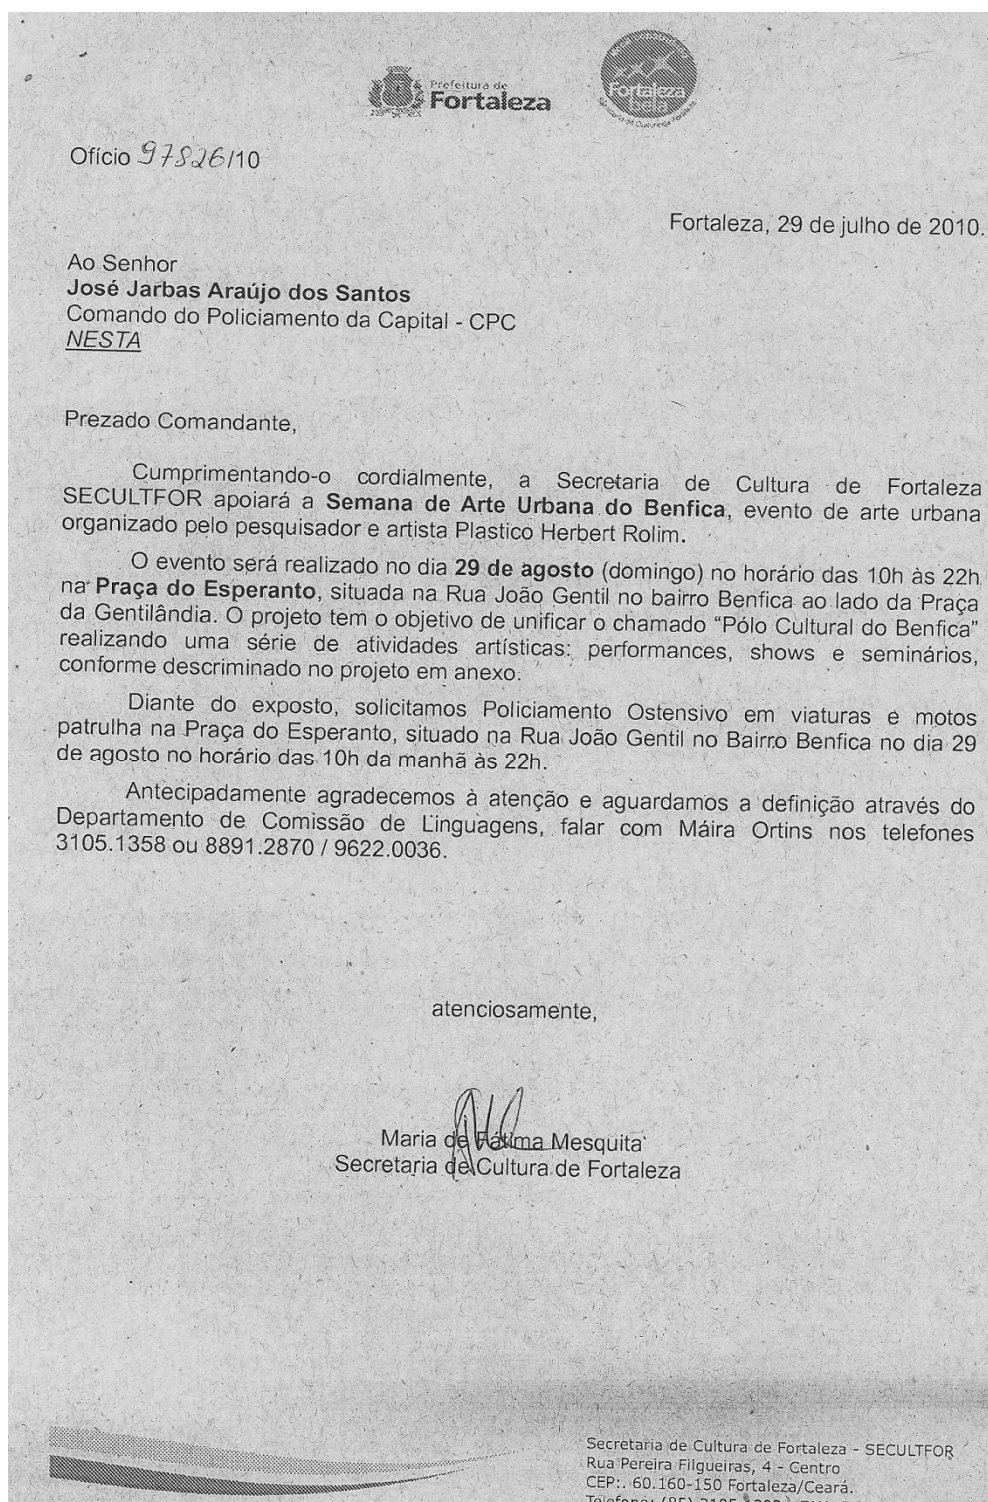 Prefeitura de
Fortaleza
Fortaleza
bela
Ofício 97826/10
Fortaleza, 29 de julho de 2010.
Ao Senhor
José Jarbas Araújo dos Santos
Comando do Policiamento da Capital - CPC
NESTA
Prezado Comandante,
Cumprimentando-o cordialmente, a Secretaria de Cultura de Fortaleza
SECULTFOR apoiará a Semana de Arte Urbana do Benfica, evento de arte urbana
organizado pelo pesquisador e artista Plastico Herbert Rolim.
O evento será realizado no dia 29 de agosto (domingo) no horário das 10h às 22h
na Praça do Esperanto, situada na Rua João Gentil no bairro Benfica ao lado da Praça
da Gentilândia. O projeto tem o objetivo de unificar o chamado “Pólo Cultural do Benfica”
realizando uma série de atividades artísticas: performances, shows e seminários,
conforme descriminado no projeto em anexo.
Diante do exposto, solicitamos Policiamento Ostensivo em viaturas e motos
patrulha na Praça do Esperanto, situado na Rua João Gentil no Bairro Benfica no dia 29
de agosto no horário das 10h da manhã às 22h.
Antecipadamente agradecemos à atenção e aguardamos a definição através do
Departamento de Comissão de Linguagens, falar com Máira Ortins nos telefones
3105.1358 ou 8891.2870 / 9622.0036.
atenciosamente,
Maria de Fátima Mesquita
Secretaria de Cultura de Fortaleza
Secretaria de Cultura de Fortaleza - SECULTFOR
Rua Pereira Filgueiras, 4 - Centro
CEP:. 60.160-150 Fortaleza/Ceará.